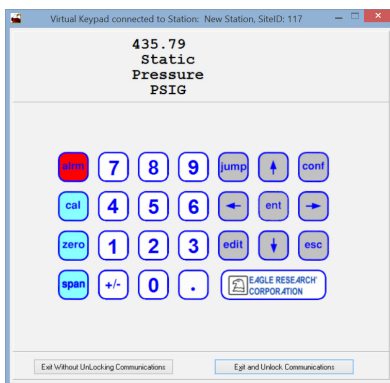 Virtual Keypad connected to Station: New Station, SiteID: 117
435.79
Static
Pressure
PSIG
alrm 7 8 9 jump conf
cal 4 5 6 ent
zero 1 2 3 edit esc
span +/- 0 . EAGLE RESEARCH
CORPORATION
Exit Without UnLocking Communications Exit and Unlock Communications